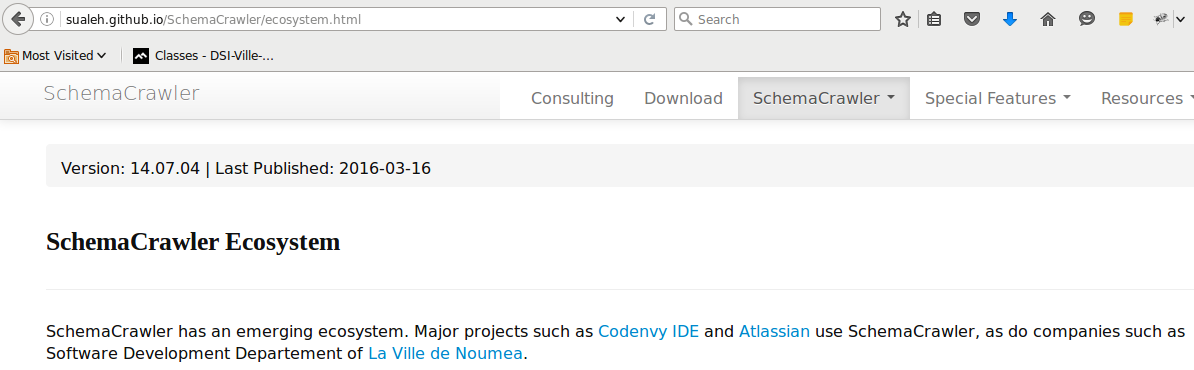 sualeh.github.io/SchemaCrawler/ecosystem.html
Search
Most Visited
Classes - DSI-Ville-...
SchemaCrawler
Consulting
Download
SchemaCrawler
Special Features
Resources
Version: 14.07.04 | Last Published: 2016-03-16
SchemaCrawler Ecosystem
SchemaCrawler has an emerging ecosystem. Major projects such as Codenvy IDE and Atlassian use SchemaCrawler, as do companies such as
Software Development Departement of La Ville de Noumea.